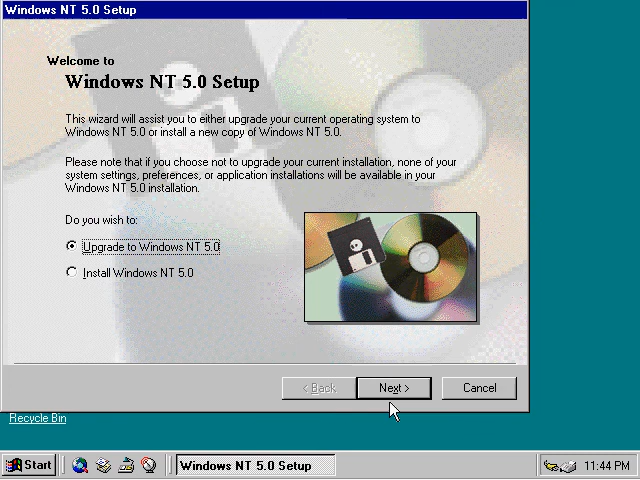 Windows NT 5.0 Setup
Welcome to
Windows NT 5.0 Setup
This wizard will assist you to either upgrade your current operating system to
Windows NT 5.0 or install a new copy of Windows NT 5.0.
Please note that if you choose not to upgrade your current installation, none of your
system settings, preferences, or application installations will be available in your
Windows NT 5.0 installation.
Do you wish to:
Upgrade to Windows NT 5.0
Install Windows NT 5.0
< Back
Next >
Cancel
Recycle Bin
Start
Windows NT 5.0 Setup
11:44 PM